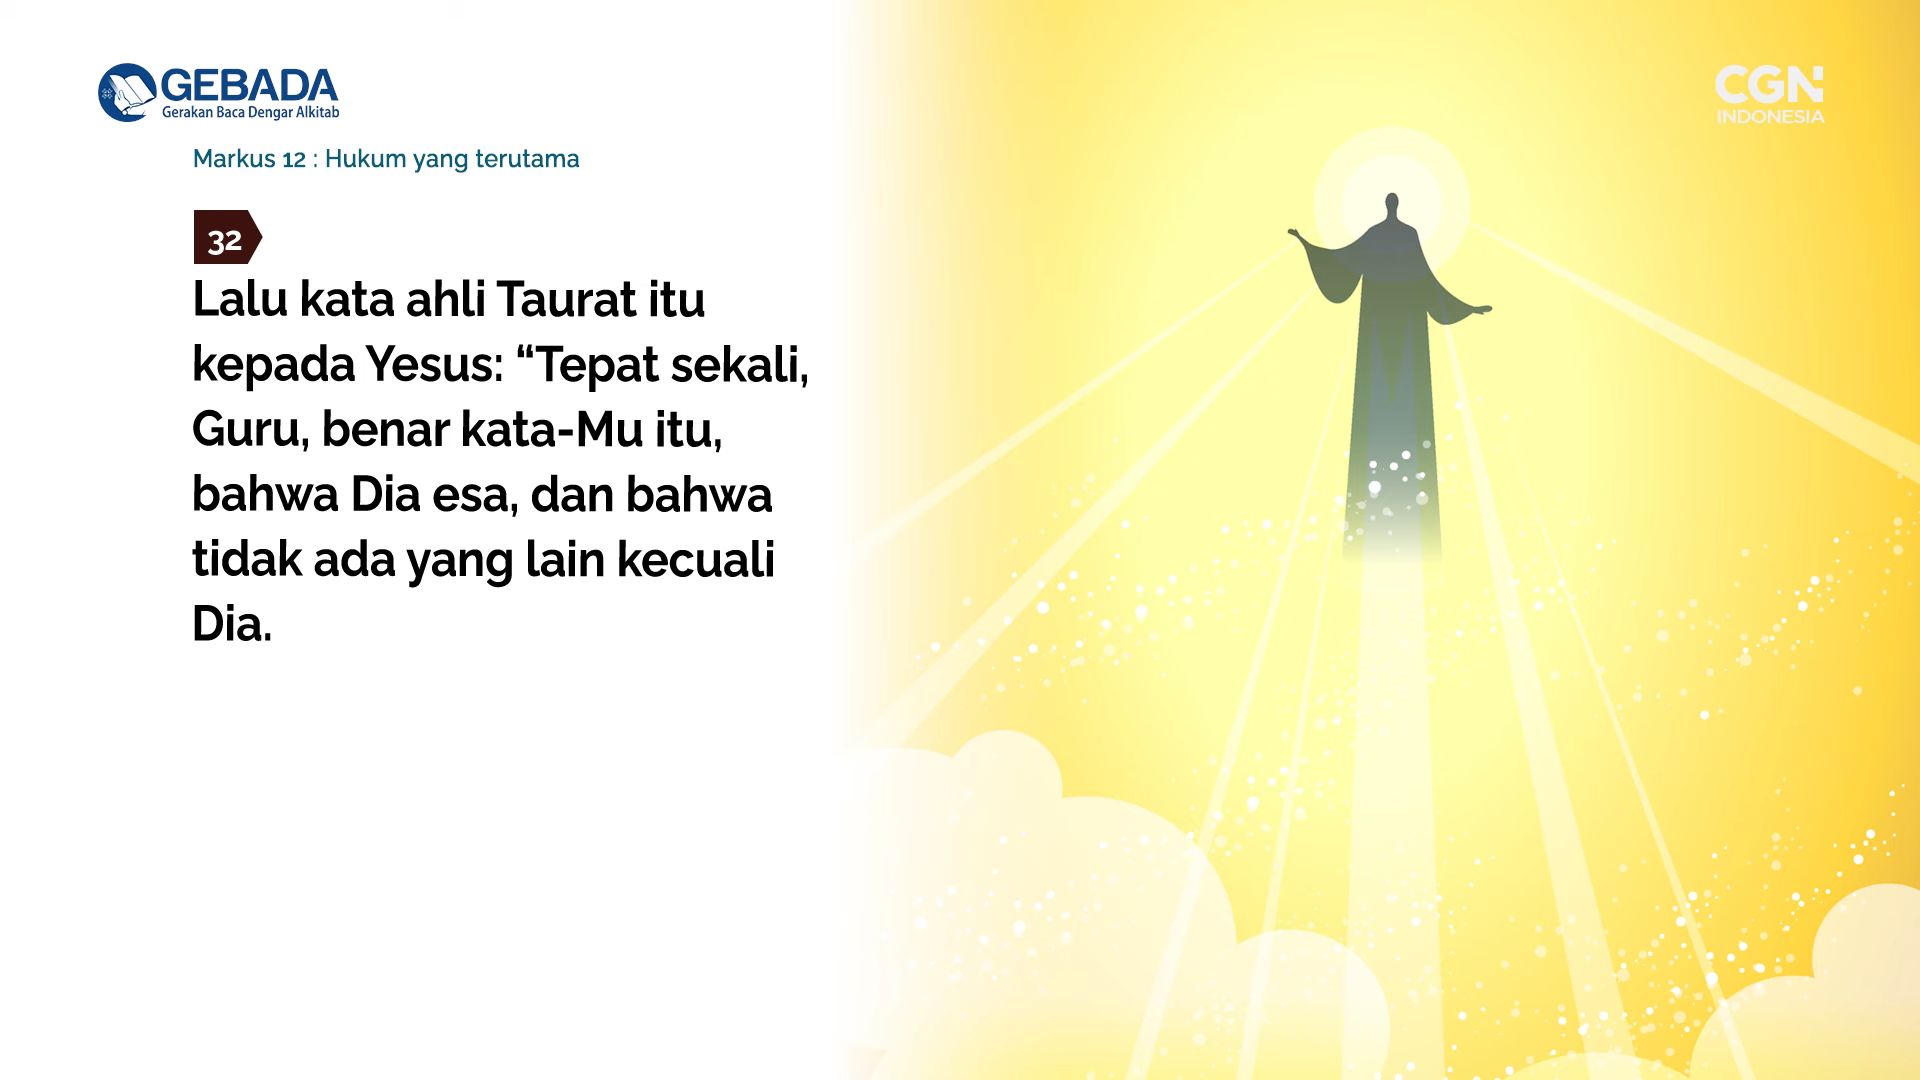 GEBADA
Gerakan Baca Dengar Alkitab
CGN
INDONESIA
Markus 12 : Hukum yang terutama
32
Lalu kata ahli Taurat itu
kepada Yesus: “Tepat sekali,
Guru, benar kata-Mu itu,
bahwa Dia esa, dan bahwa
tidak ada yang lain kecuali
Dia.